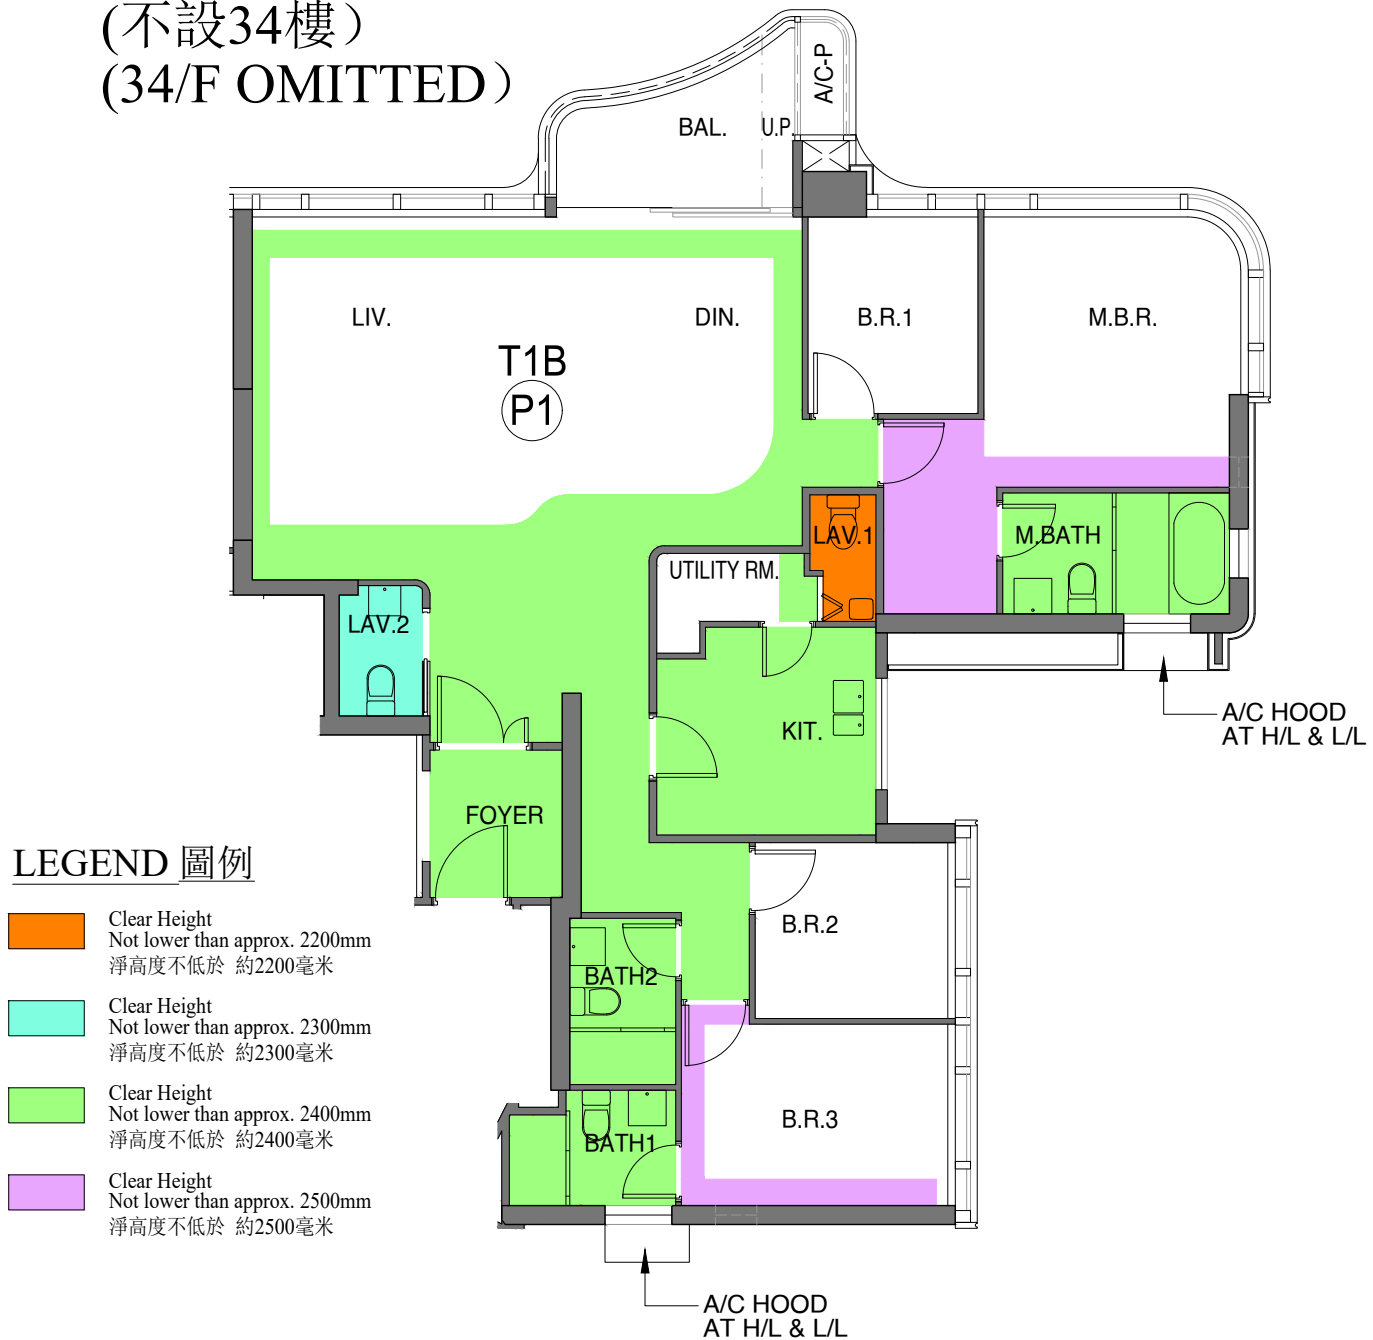 (不設34樓）
(34/F OMITTED）
A/C-P
BAL.
U.P.
LIV.
DIN.
B.R.1
M.B.R.
T1B
P1
LAV.1
M.BATH
UTILITY RM.
LAV.2
A/C HOOD
AT H/L & L/L
KIT.
FOYER
LEGEND 圖例
Clear Height
Not lower than approx. 2200mm
淨高度不低於 約2200毫米
Clear Height
Not lower than approx. 2300mm
淨高度不低於 約2300毫米
Clear Height
Not lower than approx. 2400mm
淨高度不低於 約2400毫米
Clear Height
Not lower than approx. 2500mm
淨高度不低於 約2500毫米
B.R.2
BATH2
B.R.3
BATH1
A/C HOOD
AT H/L & L/L